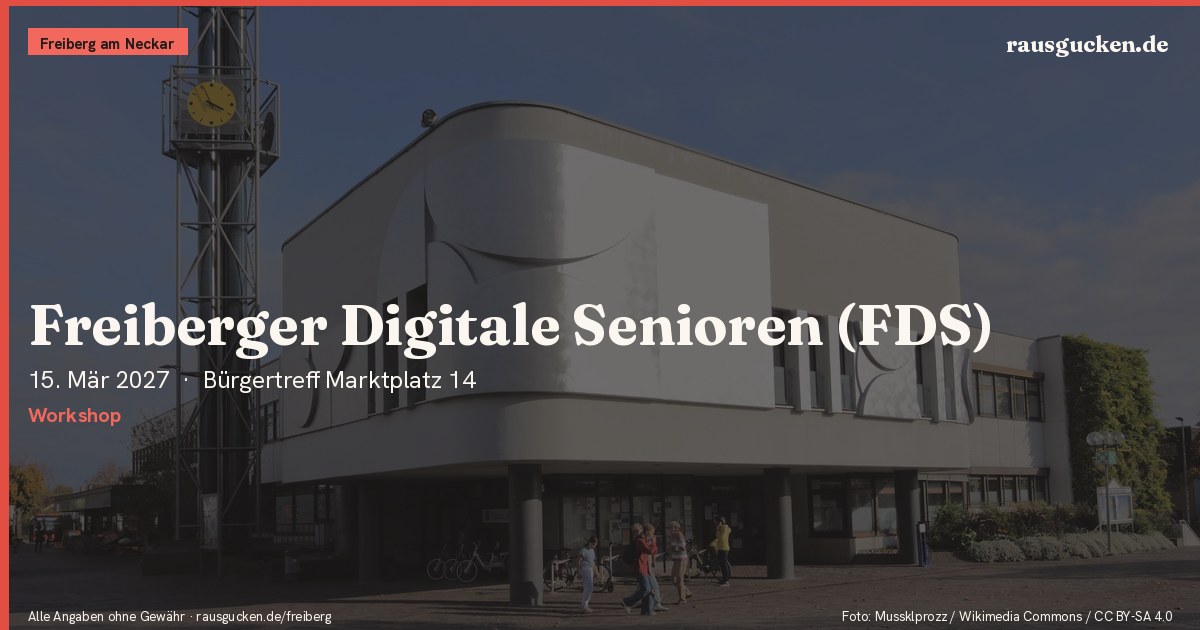 Freiberg am Neckar
rausgucken.de
Freiberger Digitale Senioren (FDS)
15. Mär 2027 · Bürgertreff Marktplatz 14
Workshop
Alle Angaben ohne Gewähr · rausgucken.de/freiberg
Foto: Mussklprozz / Wikimedia Commons / CC BY-SA 4.0